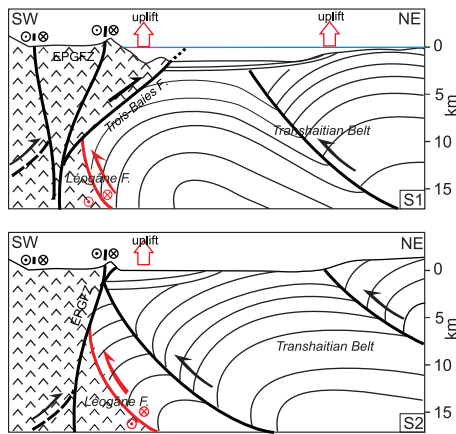 SW
uplift
uplift
NE
EPGFZ
0
Trois-Baies F.
5
km
Transhaitian Belt
10
Léogâne F.
15
S1
SW
uplift
NE
0
EPGFZ
5
km
Transhaitian Belt
10
Léogâne F.
15
S2